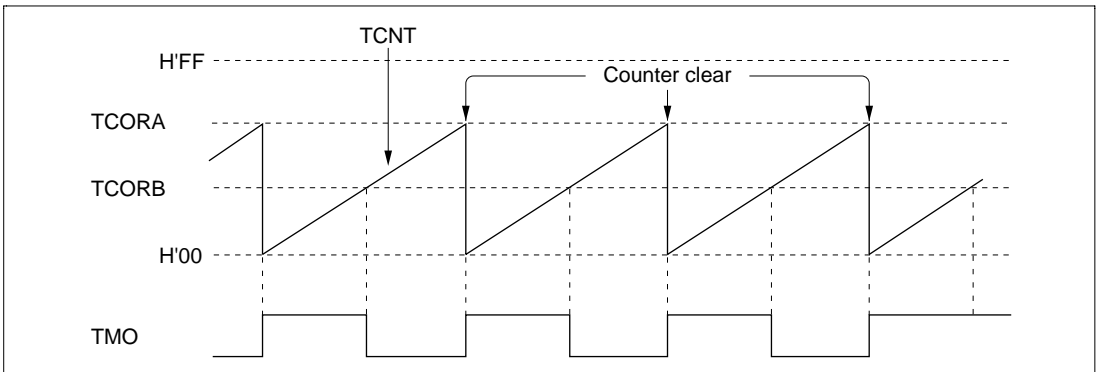 TCNT
H'FF
Counter clear
TCORA
TCORB
H'00
TMO